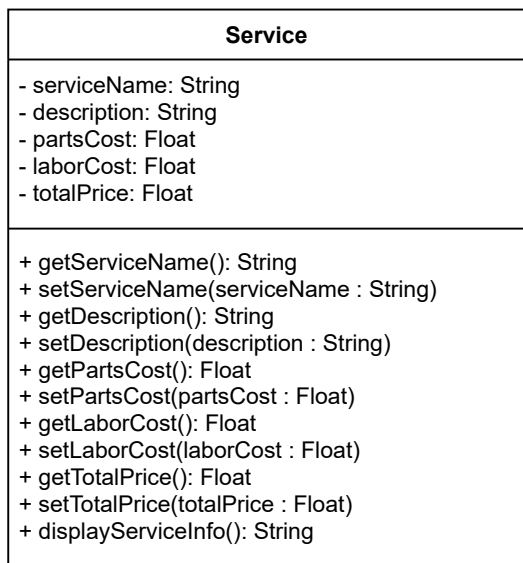 Service
- serviceName: String
- description: String
- partsCost: Float
- laborCost: Float
- totalPrice: Float
+ getServiceName(): String
+ setServiceName(serviceName : String)
+ getDescription(): String
+ setDescription(description : String)
+ getPartsCost(): Float
+ setPartsCost(partsCost : Float)
+ getLaborCost(): Float
+ setLaborCost(laborCost : Float)
+ getTotalPrice(): Float
+ setTotalPrice(totalPrice : Float)
+ displayServiceInfo(): String